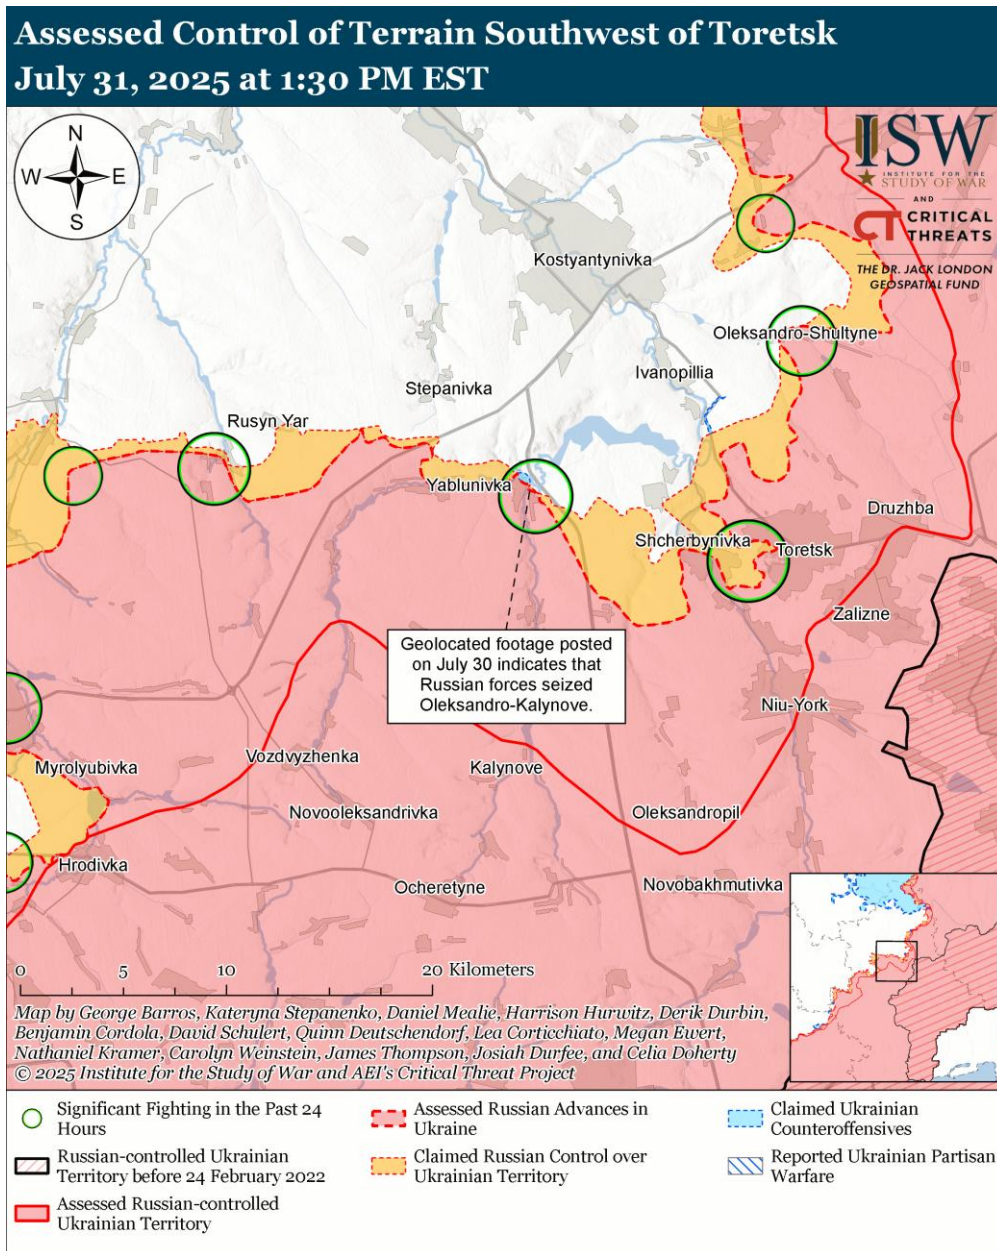 Assessed Control of Terrain Southwest of Toretsk
July 31, 2025 at 1:30 PM EST
N
W
E
S
ISW
INSTITUTE FOR THE
STUDY OF WAR
AND
CT CRITICAL
THREATS
THE DR. JACK LONDON
GEOSPATIAL FUND
Kostyantynivka
Oleksandro-Shultyne
Ivanopillia
Stepanivka
Rusyn Yar
Yablunivka
Druzhba
Shcherbynivka
Toretsk
Zalizne
Geolocated footage posted
on July 30 indicates that
Russian forces seized
Oleksandro-Kalynove.
Niu-York
Vozdvyzhenka
Myrolyubivka
Kalynove
Novooleksandrivka
Oleksandropil
Hrodivka
Ocheretyne
Novobakhmutivka
0 5 10 20 Kilometers
Map by George Barros, Kateryna Stepanenko, Daniel Mealie, Harrison Hurwitz, Derik Durbin,
Benjamin Cordola, David Schulert, Quinn Deutschendorf, Lea Corticchiato, Megan Ewert,
Nathaniel Kramer, Carolyn Weinstein, James Thompson, Josiah Durfee, and Celia Doherty
© 2025 Institute for the Study of War and AEI's Critical Threat Project
Significant Fighting in the Past 24
Hours
Russian-controlled Ukrainian
Territory before 24 February 2022
Assessed Russian-controlled
Ukrainian Territory
Assessed Russian Advances in
Ukraine
Claimed Russian Control over
Ukrainian Territory
Claimed Ukrainian
Counteroffensives
Reported Ukrainian Partisan
Warfare